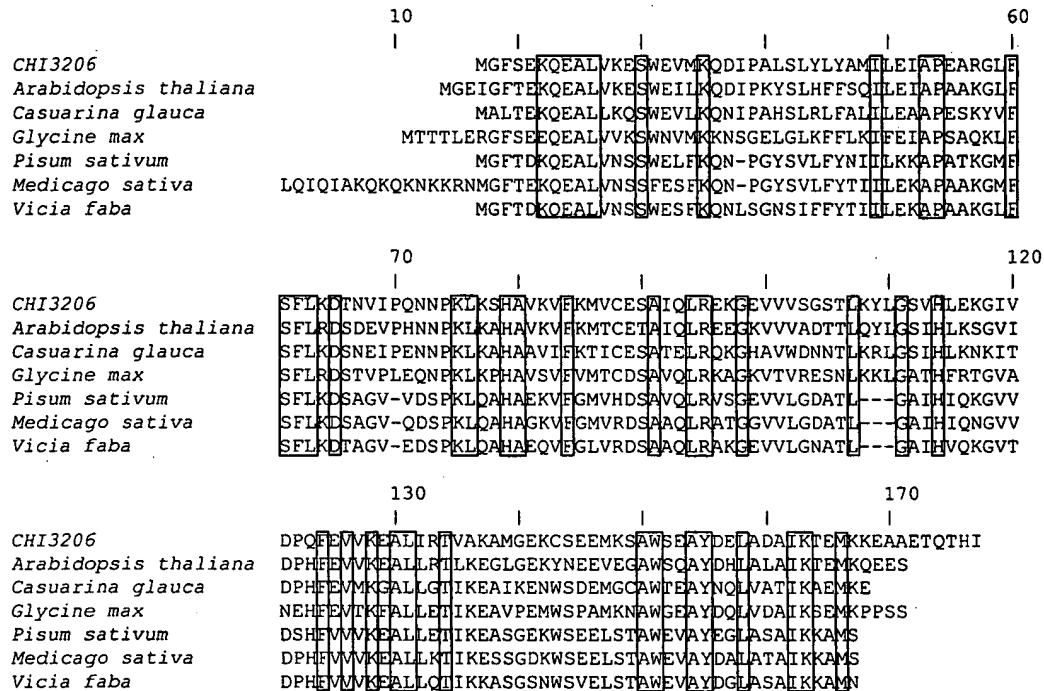 10 60
CHI3206 MGFSEKQEALVKESWEVMKQDIPALSLYLYAMILEIAPEARGLF
Arabidopsis thaliana MGEIGFTEKQEALVKESWEILKQDIPKYSLHFFSQILEIAPAAKGLF
Casuarina glauca MALTEKQEALLKQSWEVLKQNIPAHSLRLFALILEAAPESKYVF
Glycine max MTTTLERGFSEEQEALVVKSWNVMKKNSGELGLKFFLKIFEIAPSAQKLF
Pisum sativum MGFTDKQEALVNSSWELFKQN-PGYSVLFYNIILKKAPATKGMF
Medicago sativa LQIQIAKQKQKNKKRNMGFTEKQEALVNSSFESFKQN-PGYSVLFYTIILEKAPAAKGMF
Vicia faba MGFTDKQEALVNSSWESFKQNLSGNSIFFYTIILEKAPAAKGLF
70 120
CHI3206 SFLKDTNVIPQNNPKLKSHAVKVFKMVCESAIQLREKGEVVVSGSTLKYLGSVHLEKGIV
Arabidopsis thaliana SFLRDSDEVPHNNPKLKAHAVKVFKMTCETAIQLREEGKVVVADTTLQYLGSIHLKSGVI
Casuarina glauca SFLKDSNEIPENNPKLKAHAAVIFKTICESATELRQKGHAVWDNNTLKRLGSIHLKNKIT
Glycine max SFLRDSTVPLEQNPKLKPHAVSVFVMTCDSAVQLRKAGKVTVRESNLKKLGATHFRTGVA
Pisum sativum SFLKDSAGV-VDSPKLQAHAEKVFGMVHDSAVQLRVSGEVVLGDATL---GAIHIQKGVV
Medicago sativa SFLKDSAGV-QDSPKLQAHAGKVFGMVRDSAAQLRATGGVVLGDATL---GAIHIQNGVV
Vicia faba SFLKDTAGV-EDSPKLQAHAEQVFGLVRDSAAQLRAKGEVVLGNATL---GAIHVQKGVT
130 170
CHI3206 DPQFEVVKEALIRTVAKAMGEKCSEEMKSAWSEAYDELADAIKTEMKKEAAETQTHI
Arabidopsis thaliana DPHFEVVKEALLRTLKEGLGEKYNEEVEGAWSQAYDHLALAIKTEMKQEES
Casuarina glauca DPHFEVMKGALLGTIKEAIKENWSDEMGCAWTEAYNQLVATIKAEMKE
Glycine max NEHFEVTKFALLETIKEAVPEMWSPAMKNAWGEAYDQLVDAIKSEMKPPSS
Pisum sativum DSHFVVVKEALLETIKEASGEKWSEELSTAWEVAYEGLASAIKKAMS
Medicago sativa DPHFVVVKEALLKTIKESSGDKWSEELSTAWEVAYDALATAIKKAMS
Vicia faba DPHFVVVKEALLQTIKKASGSNWSVELSTAWEVAYDGLASAIKKAMN